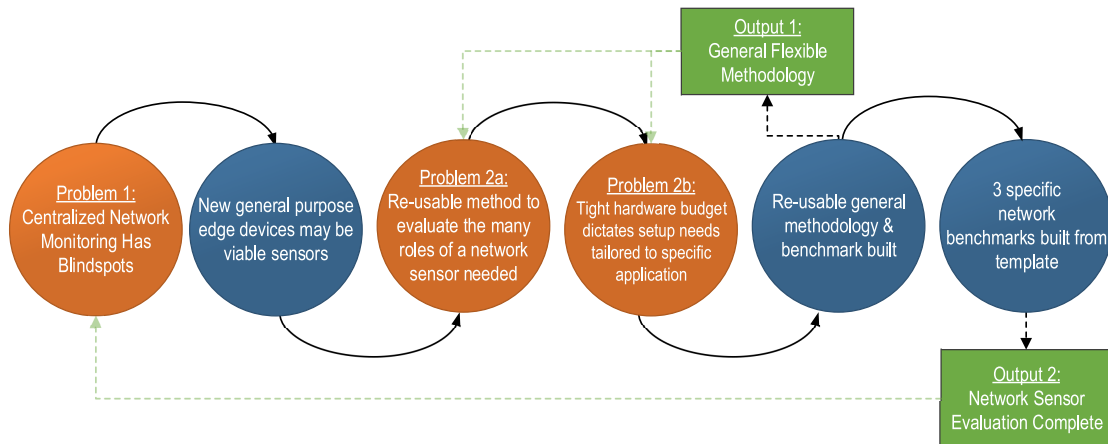 Output 1:
General Flexible
Methodology
Problem 1:
Centralized Network
Monitoring Has
Blindspots
New general purpose
edge devices may be
viable sensors
Problem 2a:
Re-usable method to
evaluate the many
roles of a network
sensor needed
Problem 2b:
Tight hardware budget
dictates setup needs
tailored to specific
application
Re-usable general
methodology & benchmark
built
3 specific
network
benchmarks built from
template
Output 2:
Network Sensor
Evaluation Complete